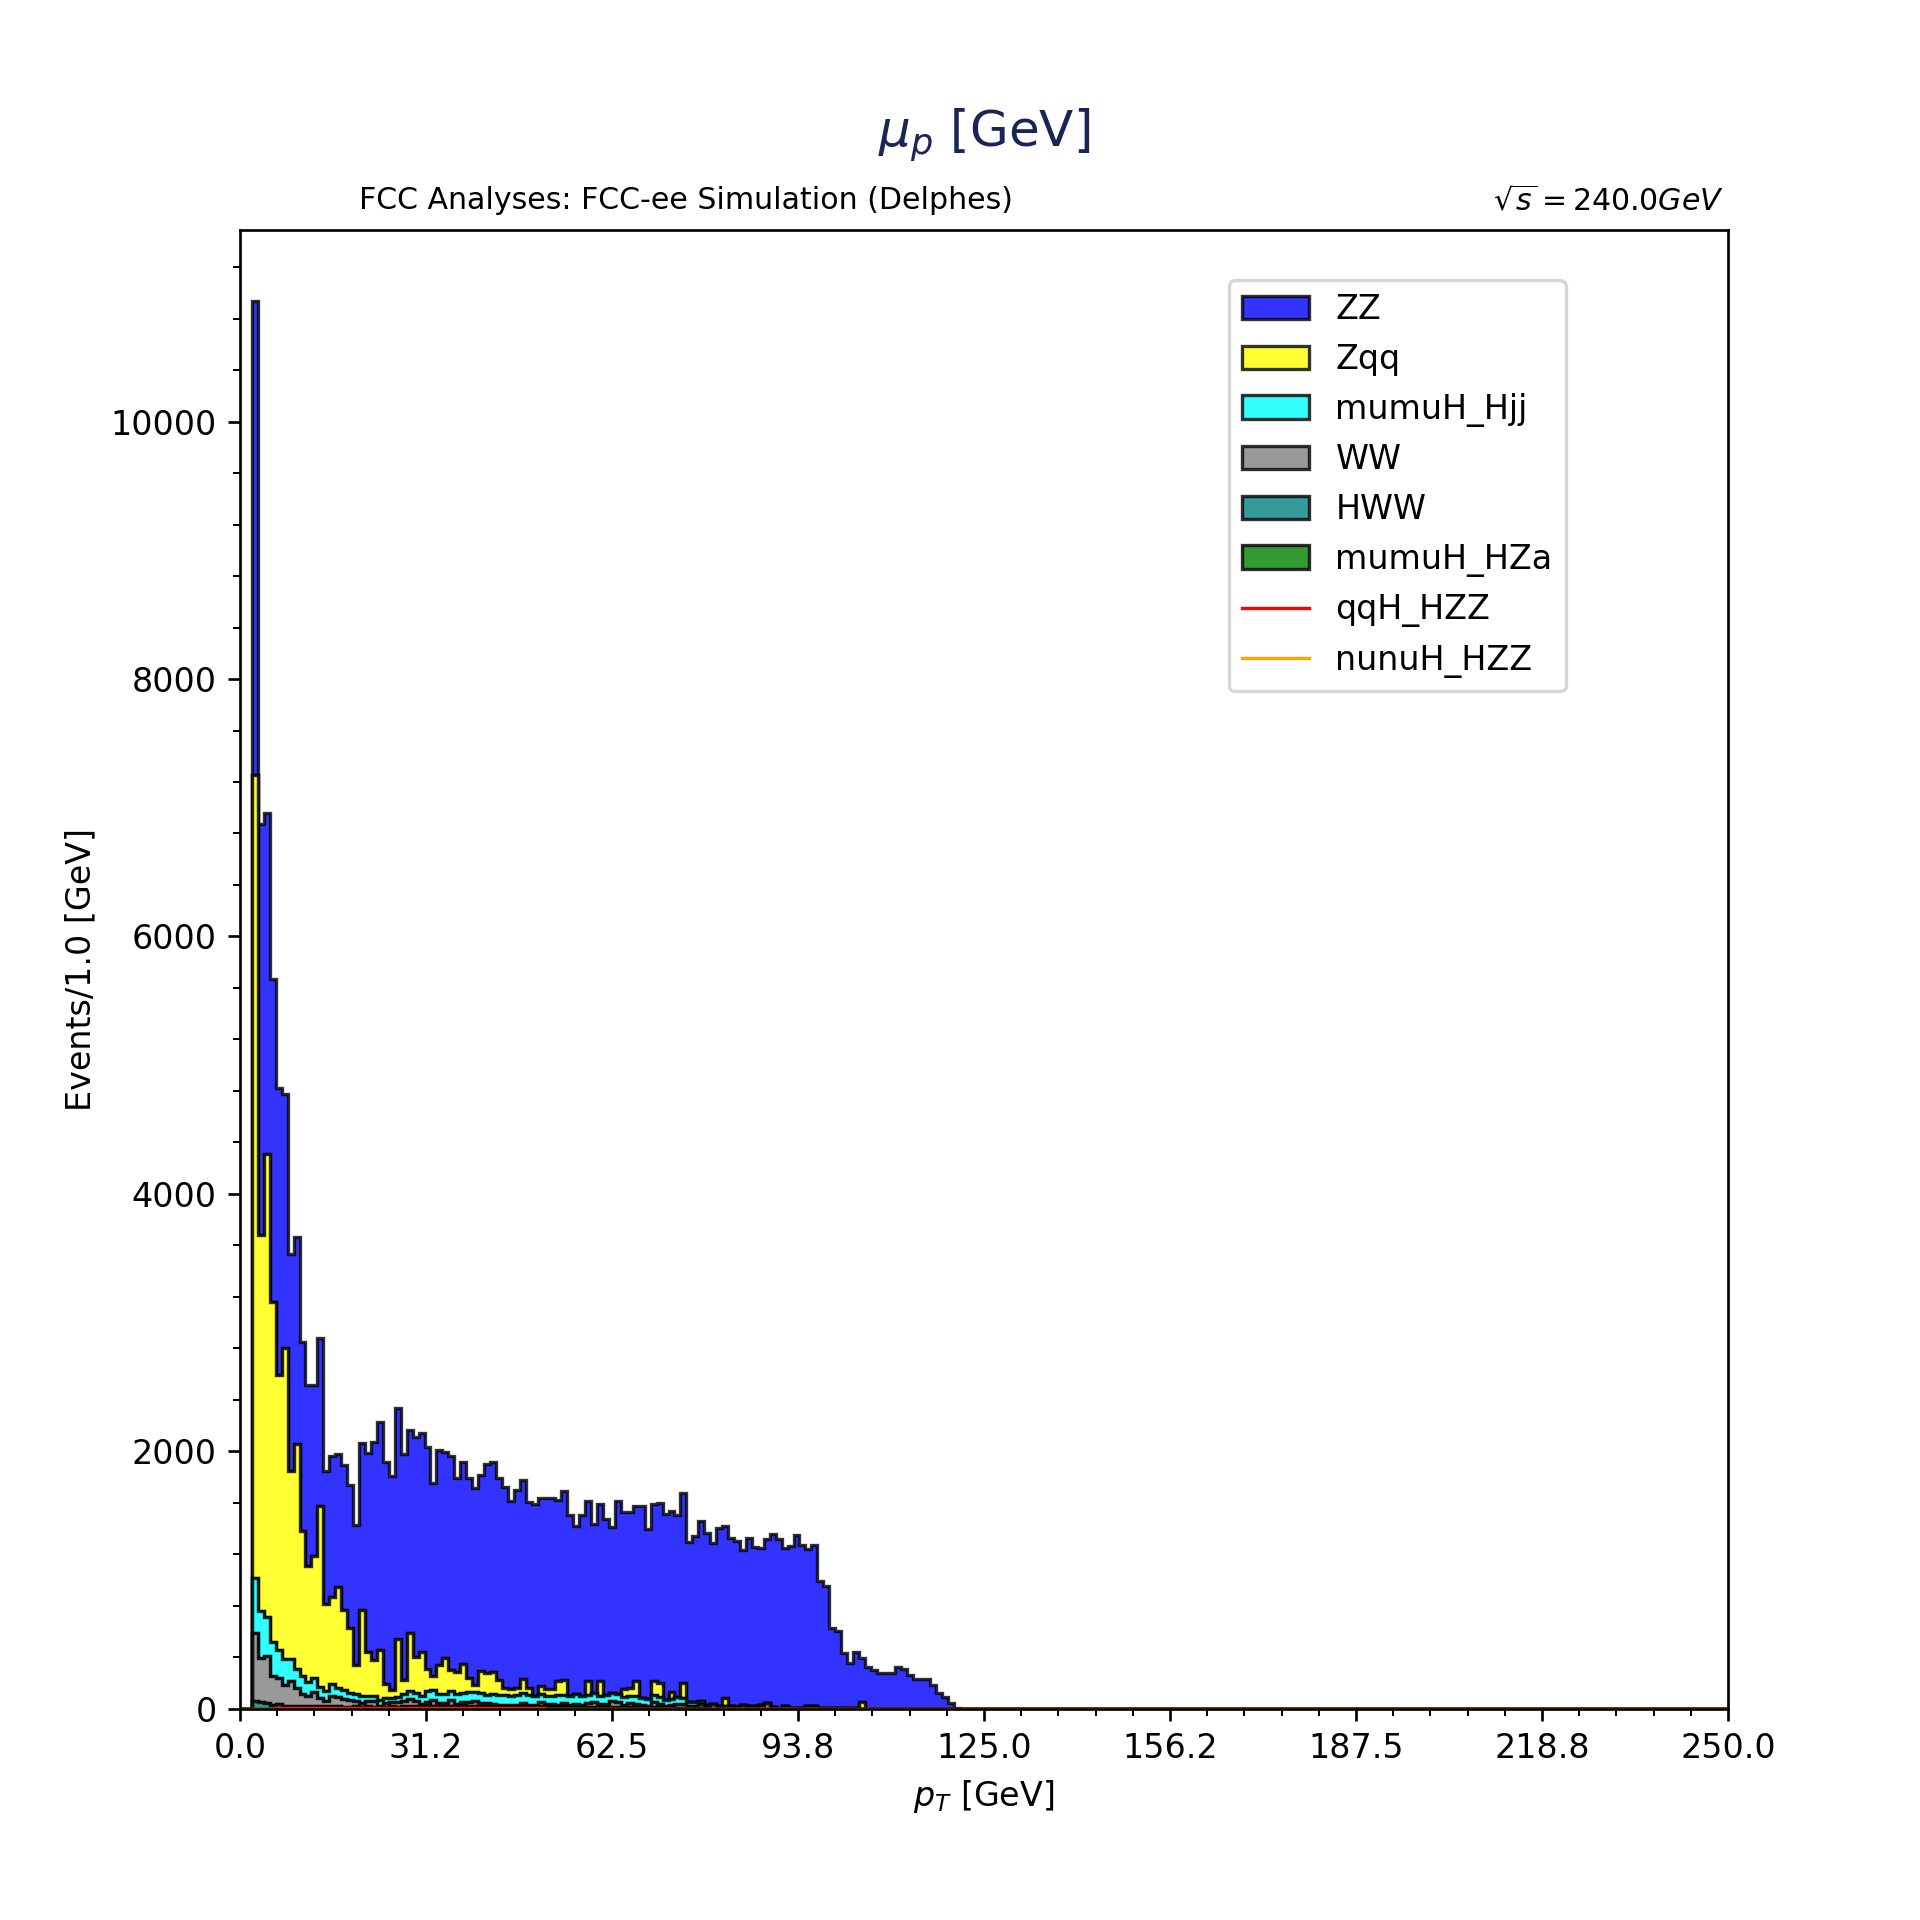 μ_p [GeV]
FCC Analyses: FCC-ee Simulation (Delphes)
√s = 240.0GeV
ZZ
Zqq
mumuH_Hjj
WW
HWW
mumuH_HZa
qqH_HZZ
nunuH_HZZ
Events/1.0 [GeV]
10000
8000
6000
4000
2000
0
0.0 31.2 62.5 93.8 125.0 156.2 187.5 218.8 250.0
p_T [GeV]